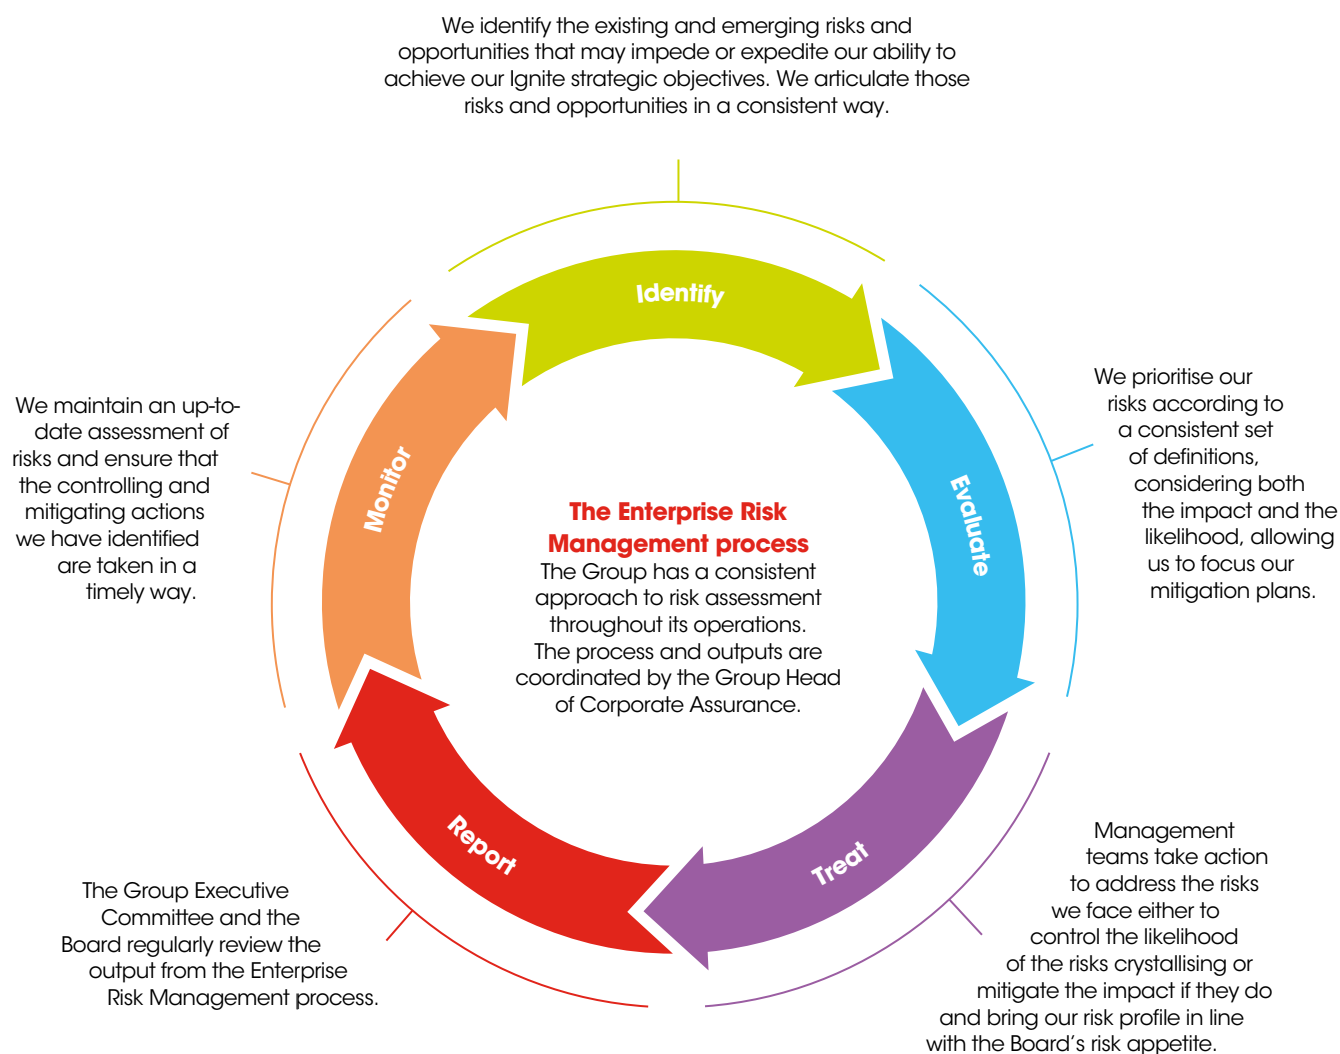 We identify the existing and emerging risks and
opportunities that may impede or expedite our ability to
achieve our Ignite strategic objectives. We articulate those
risks and opportunities in a consistent way.
Identify
Evaluate
We prioritise our
risks according to
a consistent set
of definitions,
considering both
the impact and the
likelihood, allowing
us to focus our
mitigation plans.
Treat
Management
teams take action
to address the risks
we face either to
control the likelihood
of the risks crystallising or
mitigate the impact if they do
and bring our risk profile in line
with the Board's risk appetite.
Report
The Group Executive
Committee and the
Board regularly review the
output from the Enterprise
Risk Management process.
Monitor
We maintain an up-to-
date assessment of
risks and ensure that
the controlling and
mitigating actions
we have identified
are taken in a
timely way.
The Enterprise Risk
Management process
The Group has a consistent
approach to risk assessment
throughout its operations.
The process and outputs are
coordinated by the Group Head
of Corporate Assurance.